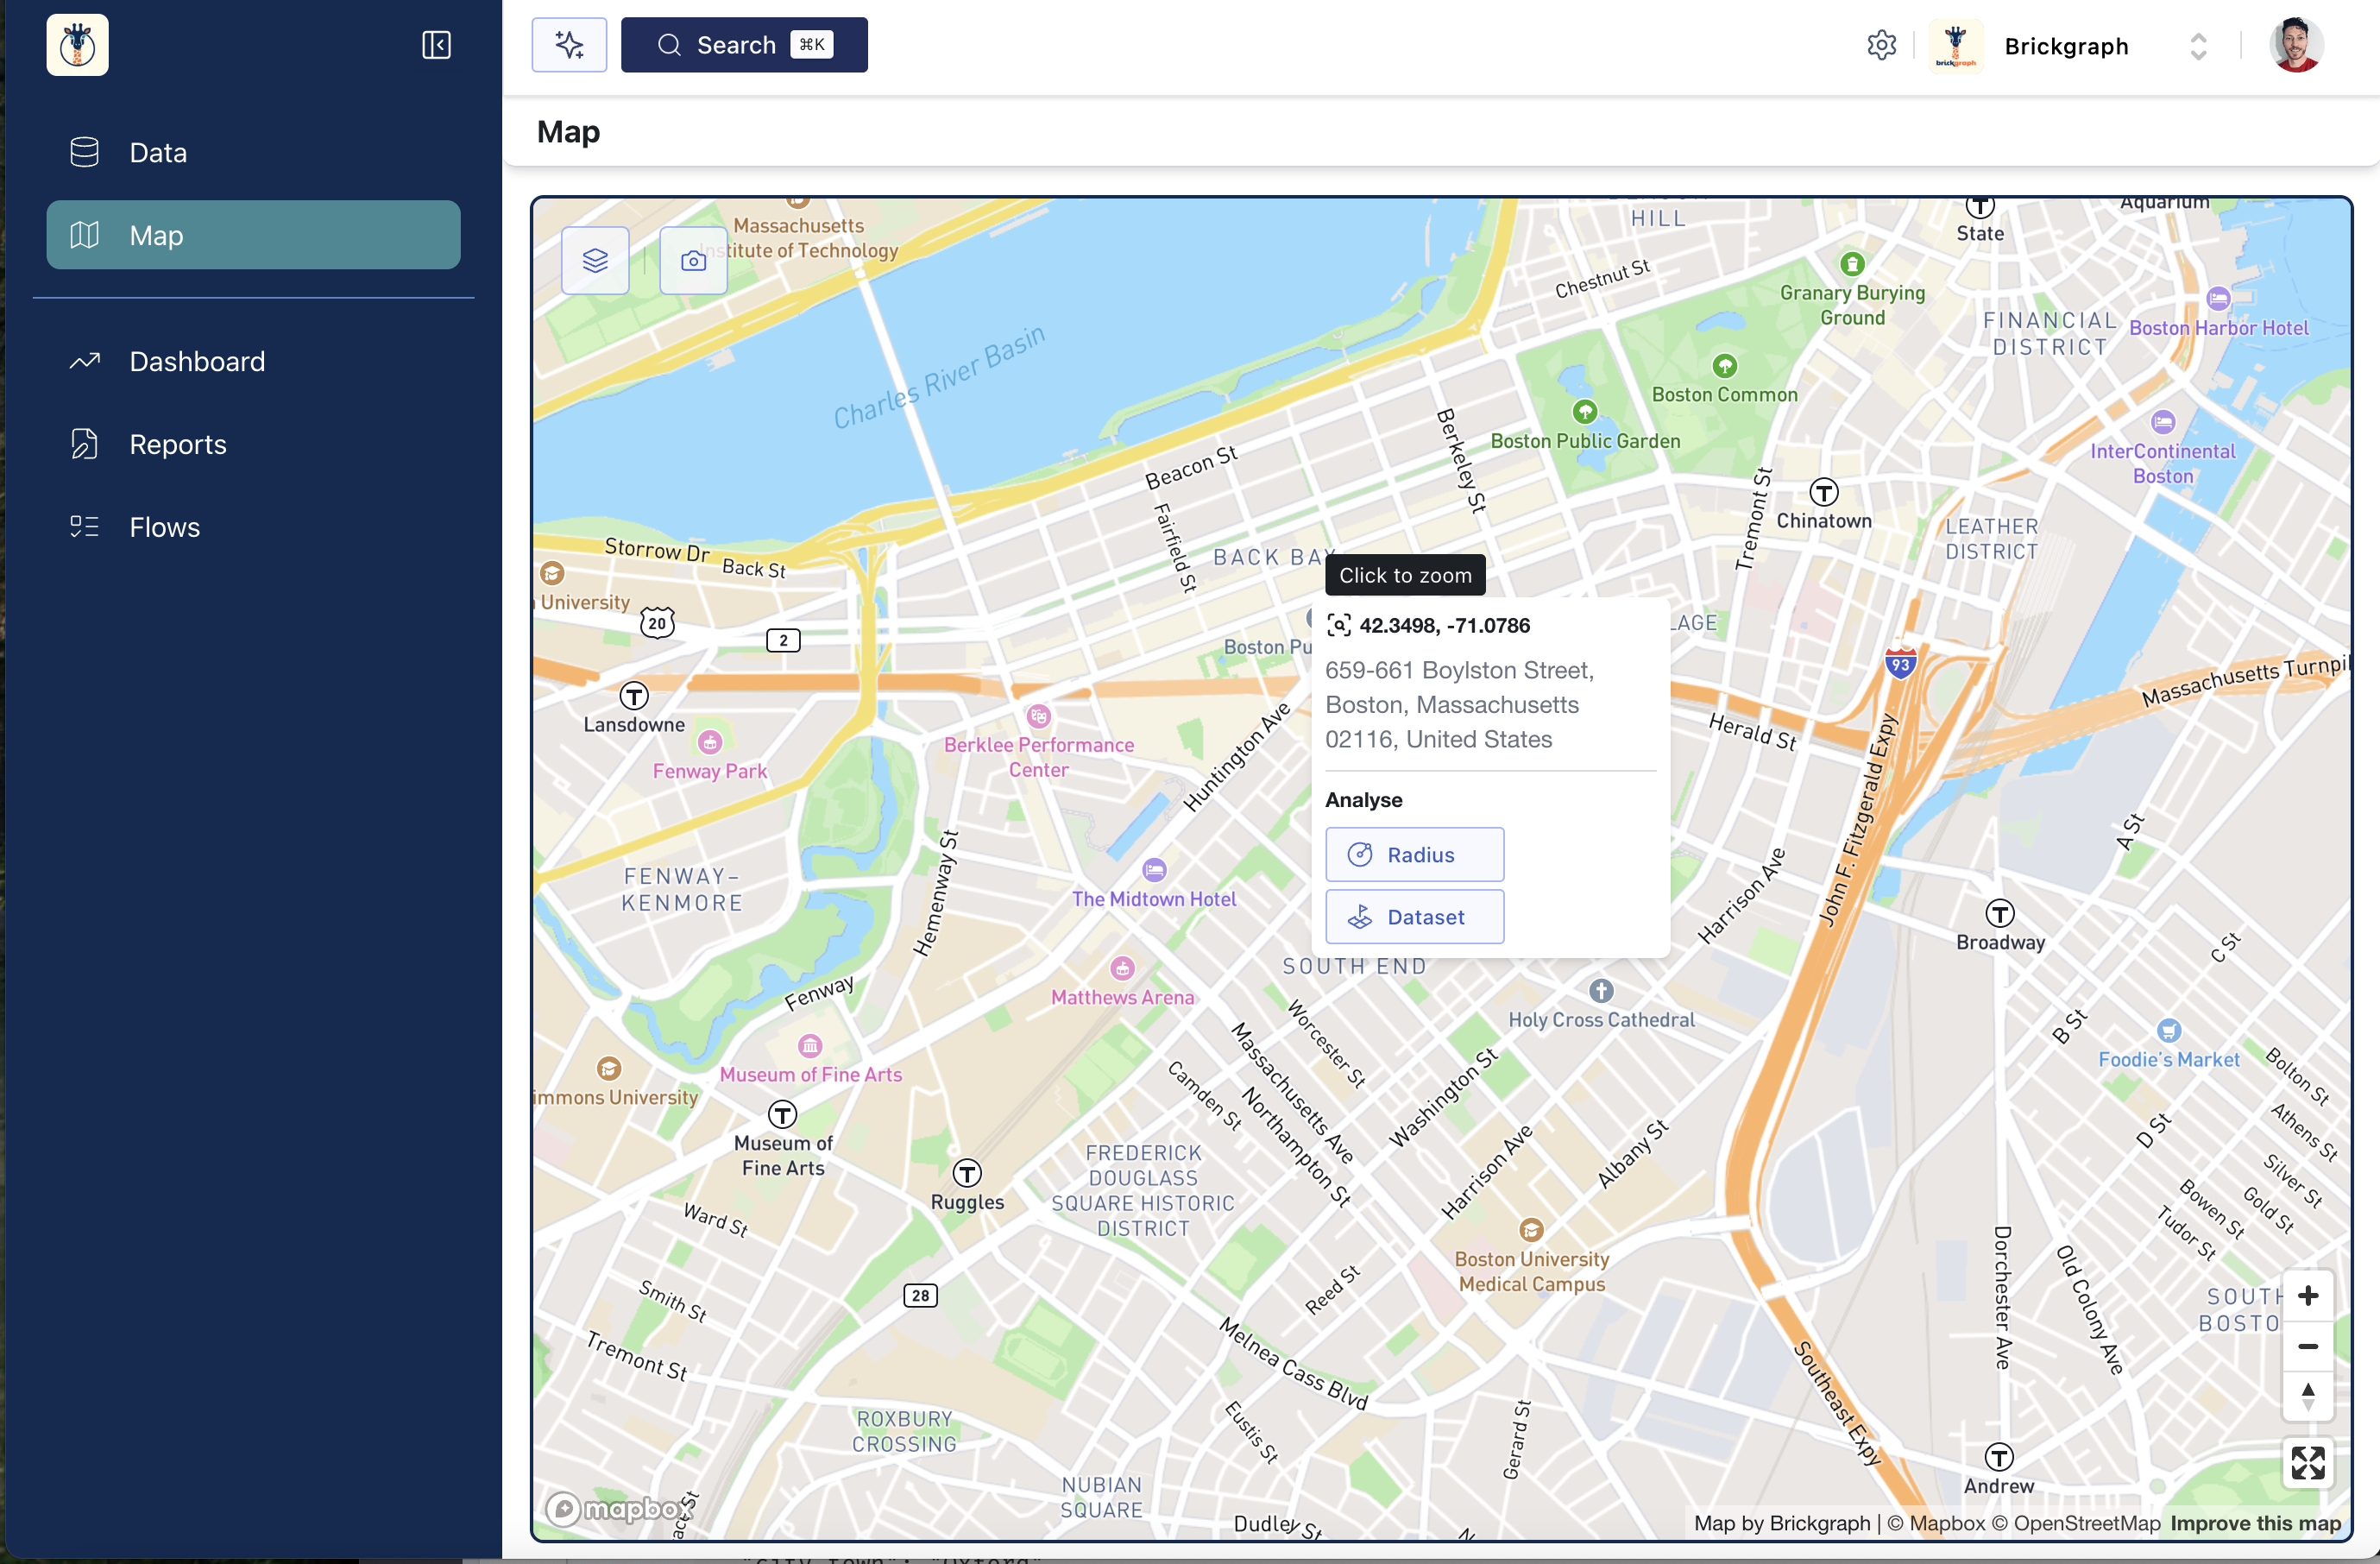 Search ⌘K
brickgraph
Brickgraph
Data
Map
Dashboard
Reports
Flows
Map
Massachusetts
Institute of Technology
HILL
State
Aquarium
Chestnut St
Granary Burying
Ground
FINANCIAL
DISTRICT
Boston Harbor Hotel
Charles River Basin
Boston Common
Boston Public Garden
Berkeley St
Beacon St
InterContinental
Boston
Tremont St
Chinatown
LEATHER
DISTRICT
Fairfield St
BACK BAY
Storrow Dr
Back St
University
20
2
Click to zoom
42.3498, -71.0786
659-661 Boylston Street,
Boston, Massachusetts
02116, United States
Analyse
Radius
Dataset
Boston Pu
LAGE
93
Massachusetts Turnpi
Lansdowne
Fenway Park
Berklee Performance
Center
Huntington Ave
Herald St
John F. Fitzgerald Expy
A St
FENWAY-
KENMORE
Hemenway St
The Midtown Hotel
Harrison Ave
Broadway
C St
SOUTH END
Matthews Arena
Fenway
Holy Cross Cathedral
Worcester St
B St
Foodie's Market
Museum of Fine Arts
immons University
Massachusetts Ave
Camden St
Northampton St
Washington St
Bolton St
Athens St
D St
Museum of
Fine Arts
Ruggles
FREDERICK
DOUGLASS
SQUARE HISTORIC
DISTRICT
Harrison Ave
Albany St
Silver St
Gold St
Bowen St
Tudor St
Ward St
Boston University
Medical Campus
Dorchester Ave
Old Colony Ave
28
Smith St
Reed St
SOUTH
BOSTO
Tremont St
Melnea Cass Blvd
Southeast Expy
ROXBURY
CROSSING
Eustis St
Gerard St
Andrew
NUBIAN
SQUARE
Dudley St
mapbox
Map by Brickgraph | © Mapbox © OpenStreetMap Improve this map